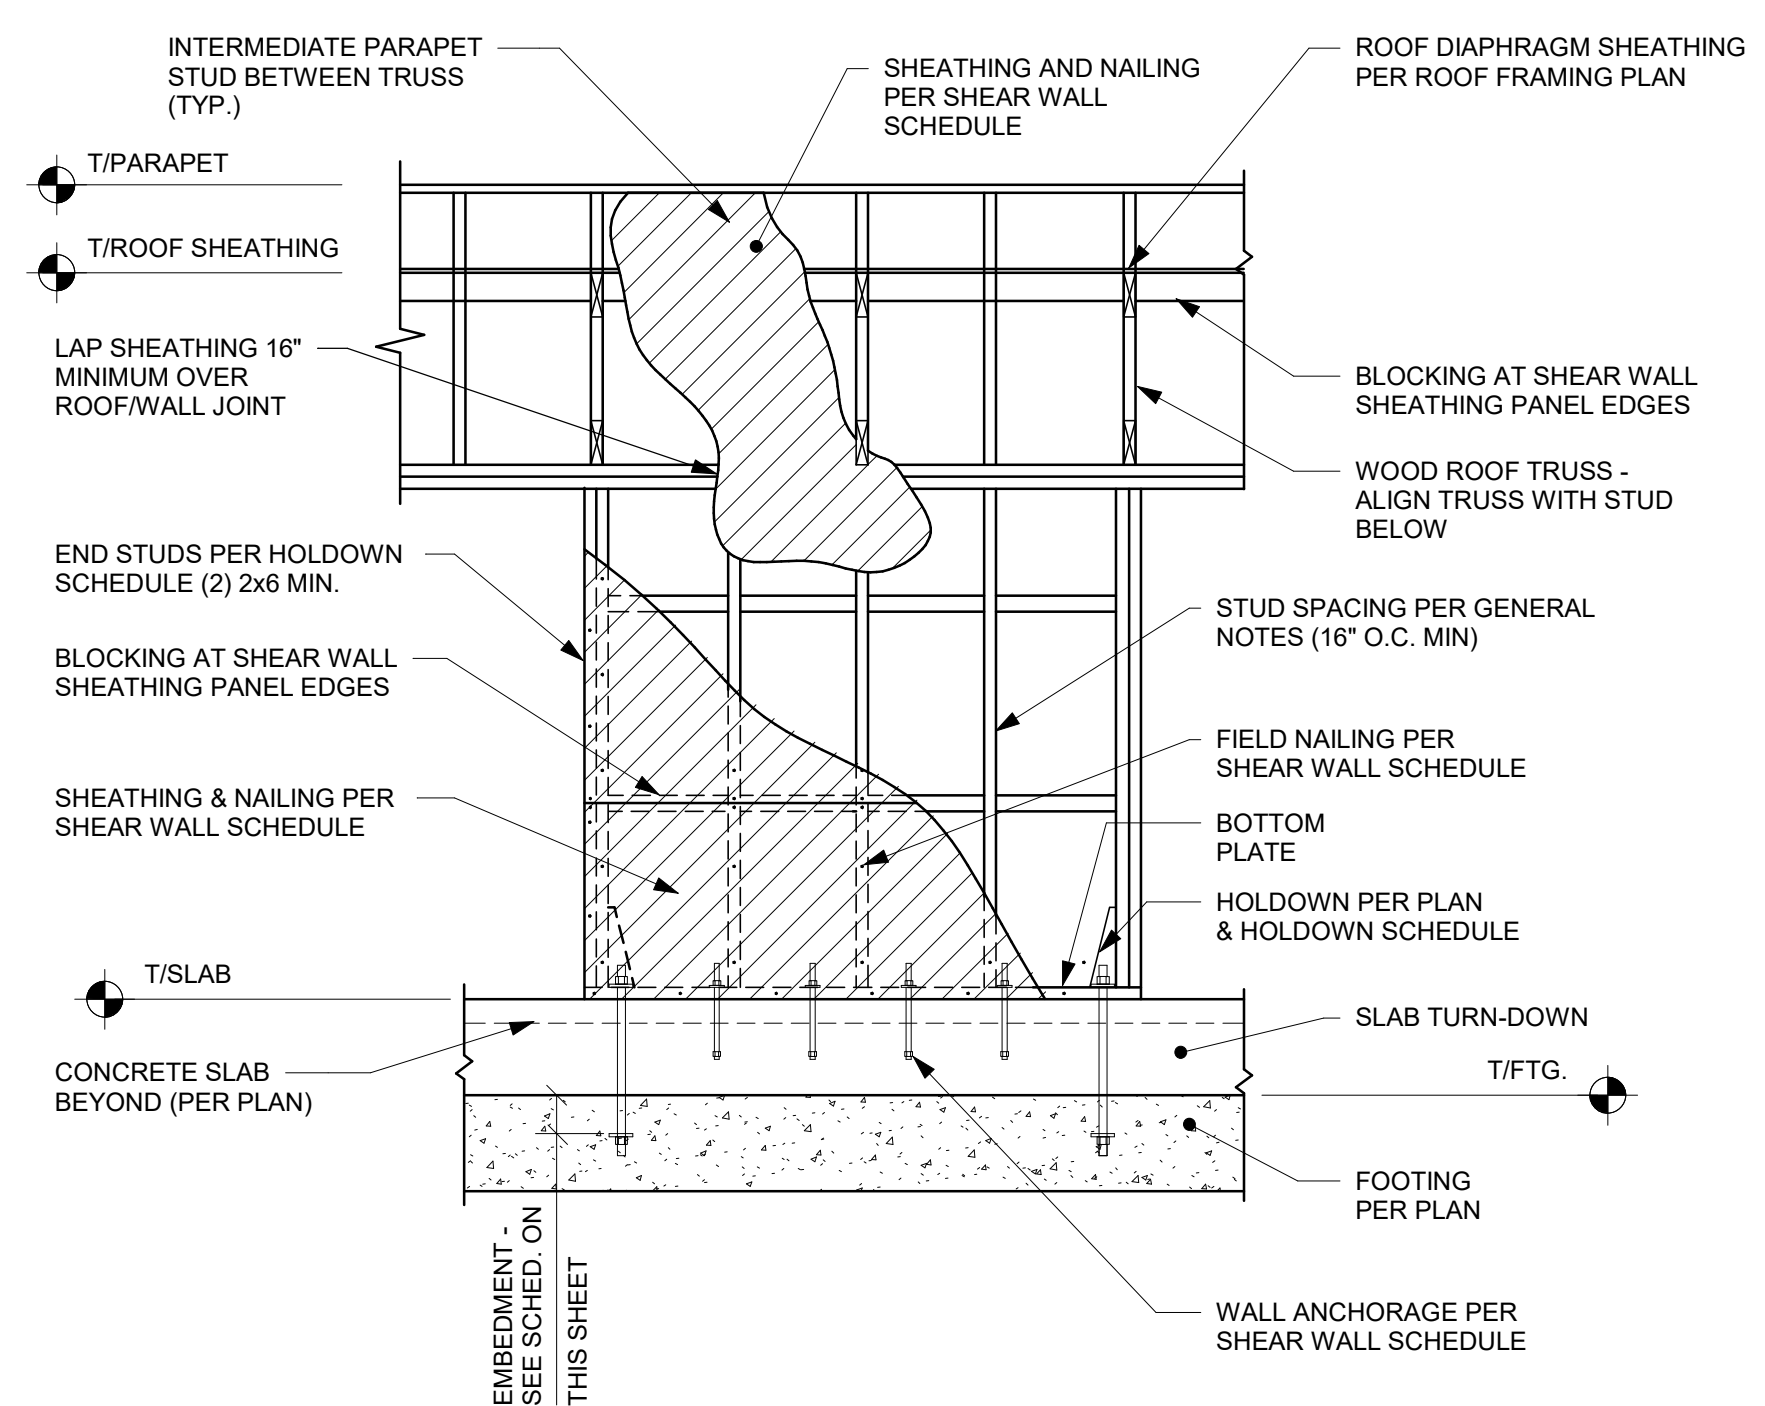 INTERMEDIATE PARAPET
STUD BETWEEN TRUSS
(TYP.)
SHEATHING AND NAILING
PER SHEAR WALL
SCHEDULE
ROOF DIAPHRAGM SHEATHING
PER ROOF FRAMING PLAN
T/PARAPET
T/ROOF SHEATHING
LAP SHEATHING 16"
MINIMUM OVER
ROOF/WALL JOINT
BLOCKING AT SHEAR WALL
SHEATHING PANEL EDGES
WOOD ROOF TRUSS -
ALIGN TRUSS WITH STUD
BELOW
END STUDS PER HOLDOWN
SCHEDULE (2) 2x6 MIN.
STUD SPACING PER GENERAL
NOTES (16" O.C. MIN)
BLOCKING AT SHEAR WALL
SHEATHING PANEL EDGES
FIELD NAILING PER
SHEAR WALL SCHEDULE
SHEATHING & NAILING PER
SHEAR WALL SCHEDULE
BOTTOM
PLATE
HOLDOWN PER PLAN
& HOLDOWN SCHEDULE
T/SLAB
SLAB TURN-DOWN
CONCRETE SLAB
BEYOND (PER PLAN)
T/FTG.
FOOTING
PER PLAN
EMBEDMENT -
SEE SCHED. ON
THIS SHEET
WALL ANCHORAGE PER
SHEAR WALL SCHEDULE